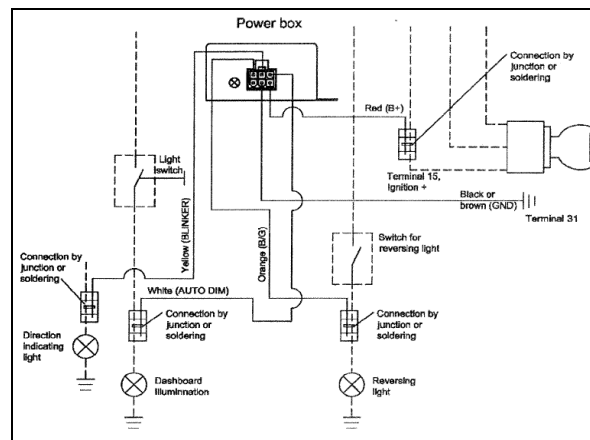 Power box
Connection by
junction or
soldering
Red (B+)
Light
lswitch
Terminal 15,
Ignition +
Black or
brown (GND)
Terminal 31
Yellow (BLINKER)
Orange (B/G)
Switch for
reversing light
Connection by
junction or
soldering
White (AUTO DIM)
Connection by
junction or
soldering
Connection by
junction or
soldering
Direction
indicating
light
Dashboard
illuminnation
Reversing
light